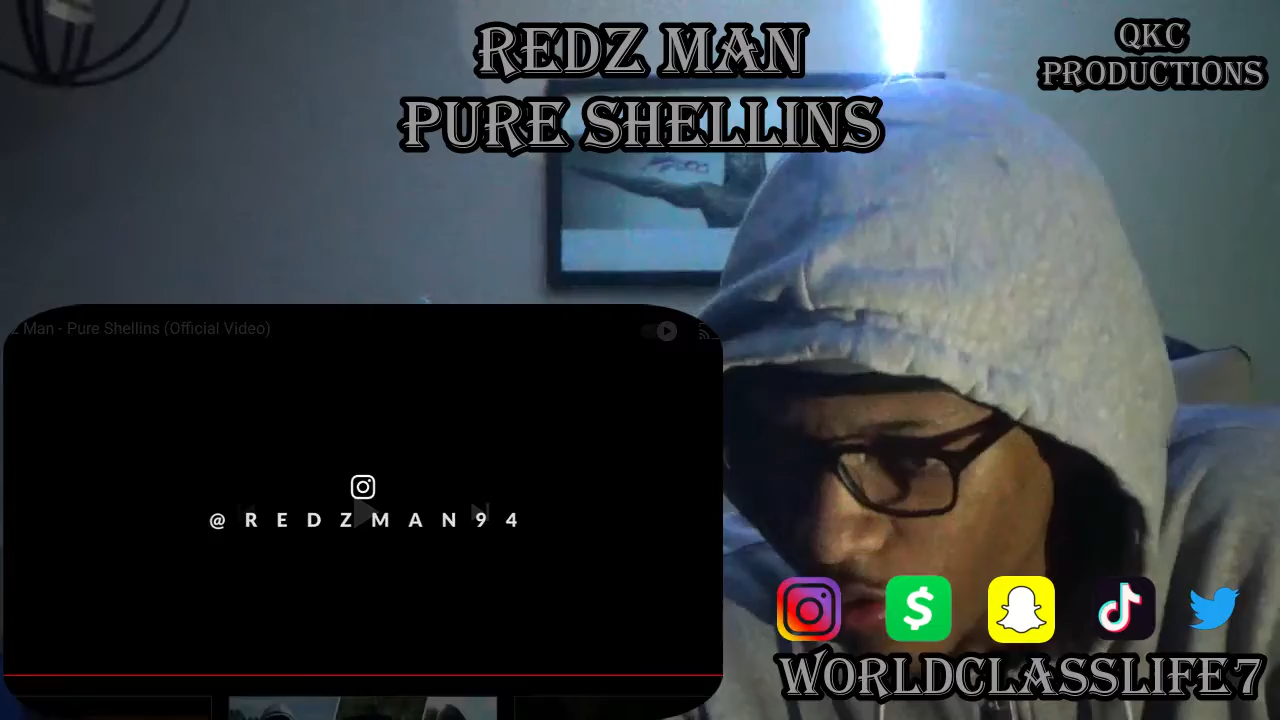 REDZ MAN
PURE SHELLINS
QKC
PRODUCTIONS
Man - Pure Shellins (Official Video)
@REDZMAN94
WORLDCLASSLIFE7